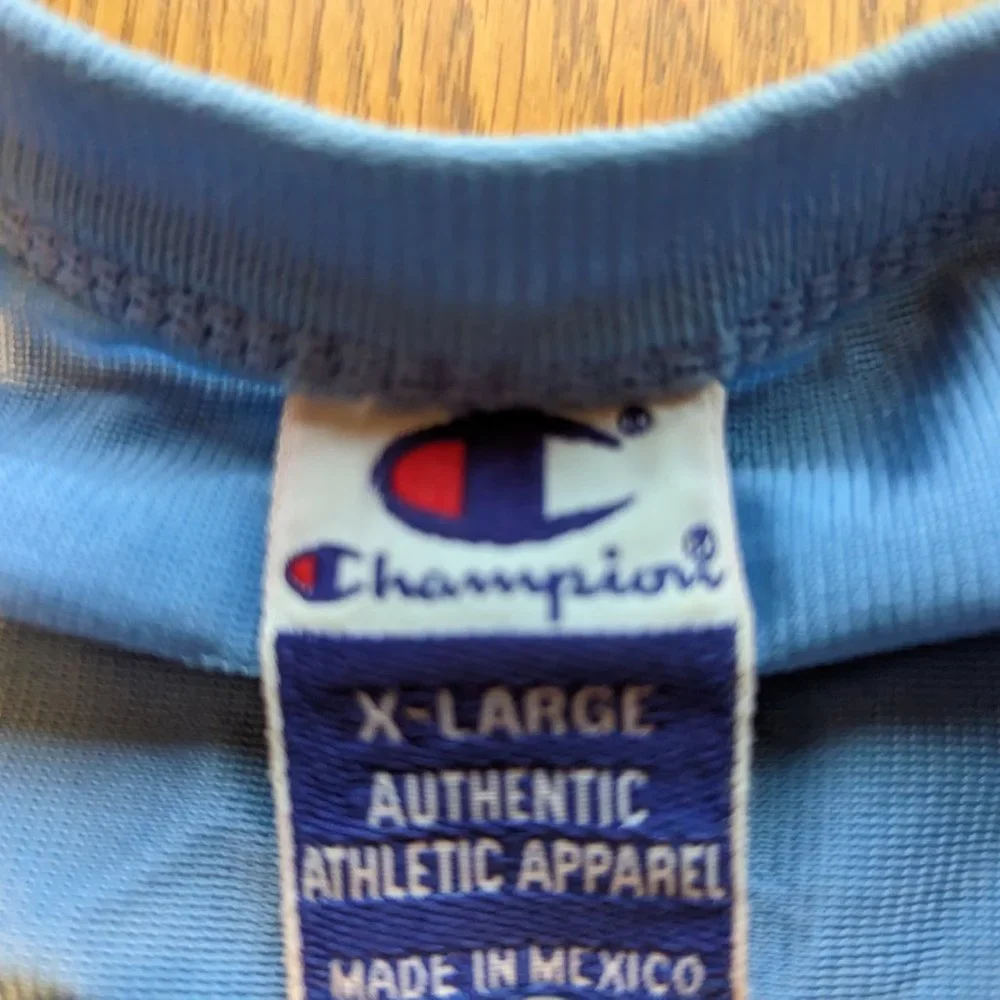 ®
Champion®
X-LARGE
AUTHENTIC
ATHLETIC APPAREL
MADE IN MEXICO